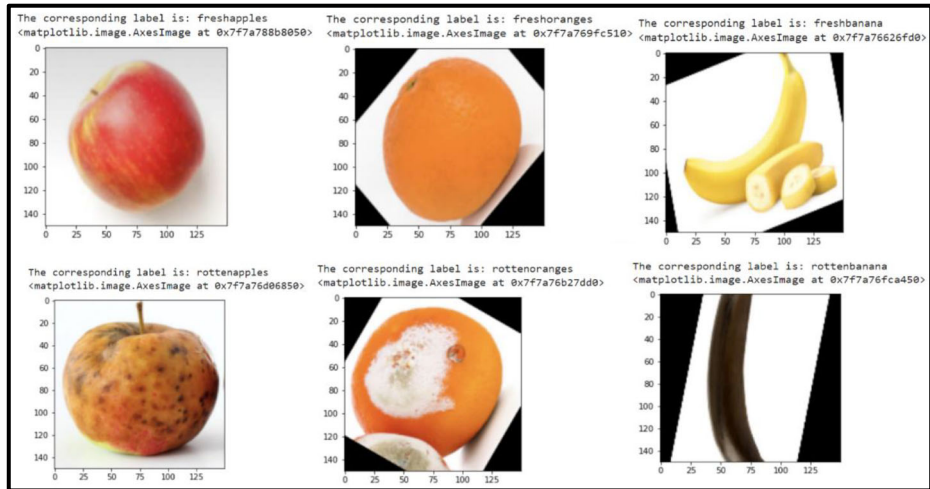 The corresponding label is: freshapples
<matplotlib.image.AxesImage at 0x7f7a788b8050>
0
20
40
60
80
100
120
140
0 25 50 75 100 125
The corresponding label is: freshoranges
<matplotlib.image.AxesImage at 0x7f7a769fc510>
0
20
40
60
80
100
120
140
0 25 50 75 100 125
The corresponding label is: freshbanana
<matplotlib.image.AxesImage at 0x7f7a76626fd0>
0
20
40
60
80
100
120
140
0 25 50 75 100 125
The corresponding label is: rottenapples
<matplotlib.image.AxesImage at 0x7f7a76d06850>
0
20
40
60
80
100
120
140
0 25 50 75 100 125
The corresponding label is: rottenoranges
<matplotlib.image.AxesImage at 0x7f7a76b27dd0>
0
20
40
60
80
100
120
140
0 25 50 75 100 125
The corresponding label is: rottenbanana
<matplotlib.image.AxesImage at 0x7f7a76fca450>
0
20
40
60
80
100
120
140
0 25 50 75 100 125